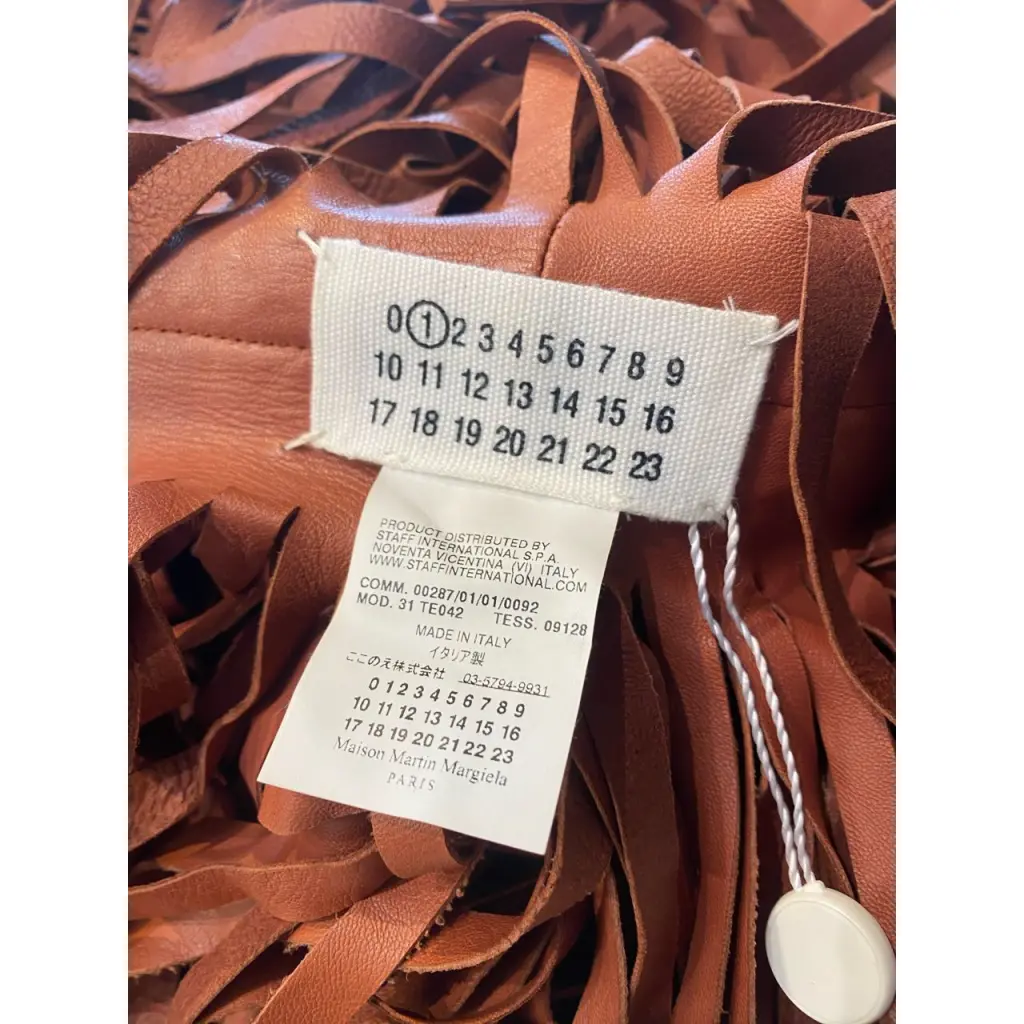 0 1 2 3 4 5 6 7 8 9
10 11 12 13 14 15 16
17 18 19 20 21 22 23
PRODUCT DISTRIBUTED BY
STAFF INTERNATIONAL S.P.A.
NOVENTA VICENTINA (VI) ITALY
WWW.STAFFINTERNATIONAL.COM
COMM. 00287/01/01/0092
MOD. 31 TE042 TESS. 09128
MADE IN ITALY
イタリア製
ここのえ株式会社 03-5794-9931
0 1 2 3 4 5 6 7 8 9
10 11 12 13 14 15 16
17 18 19 20 21 22 23
Maison Martin Margiela
PARIS